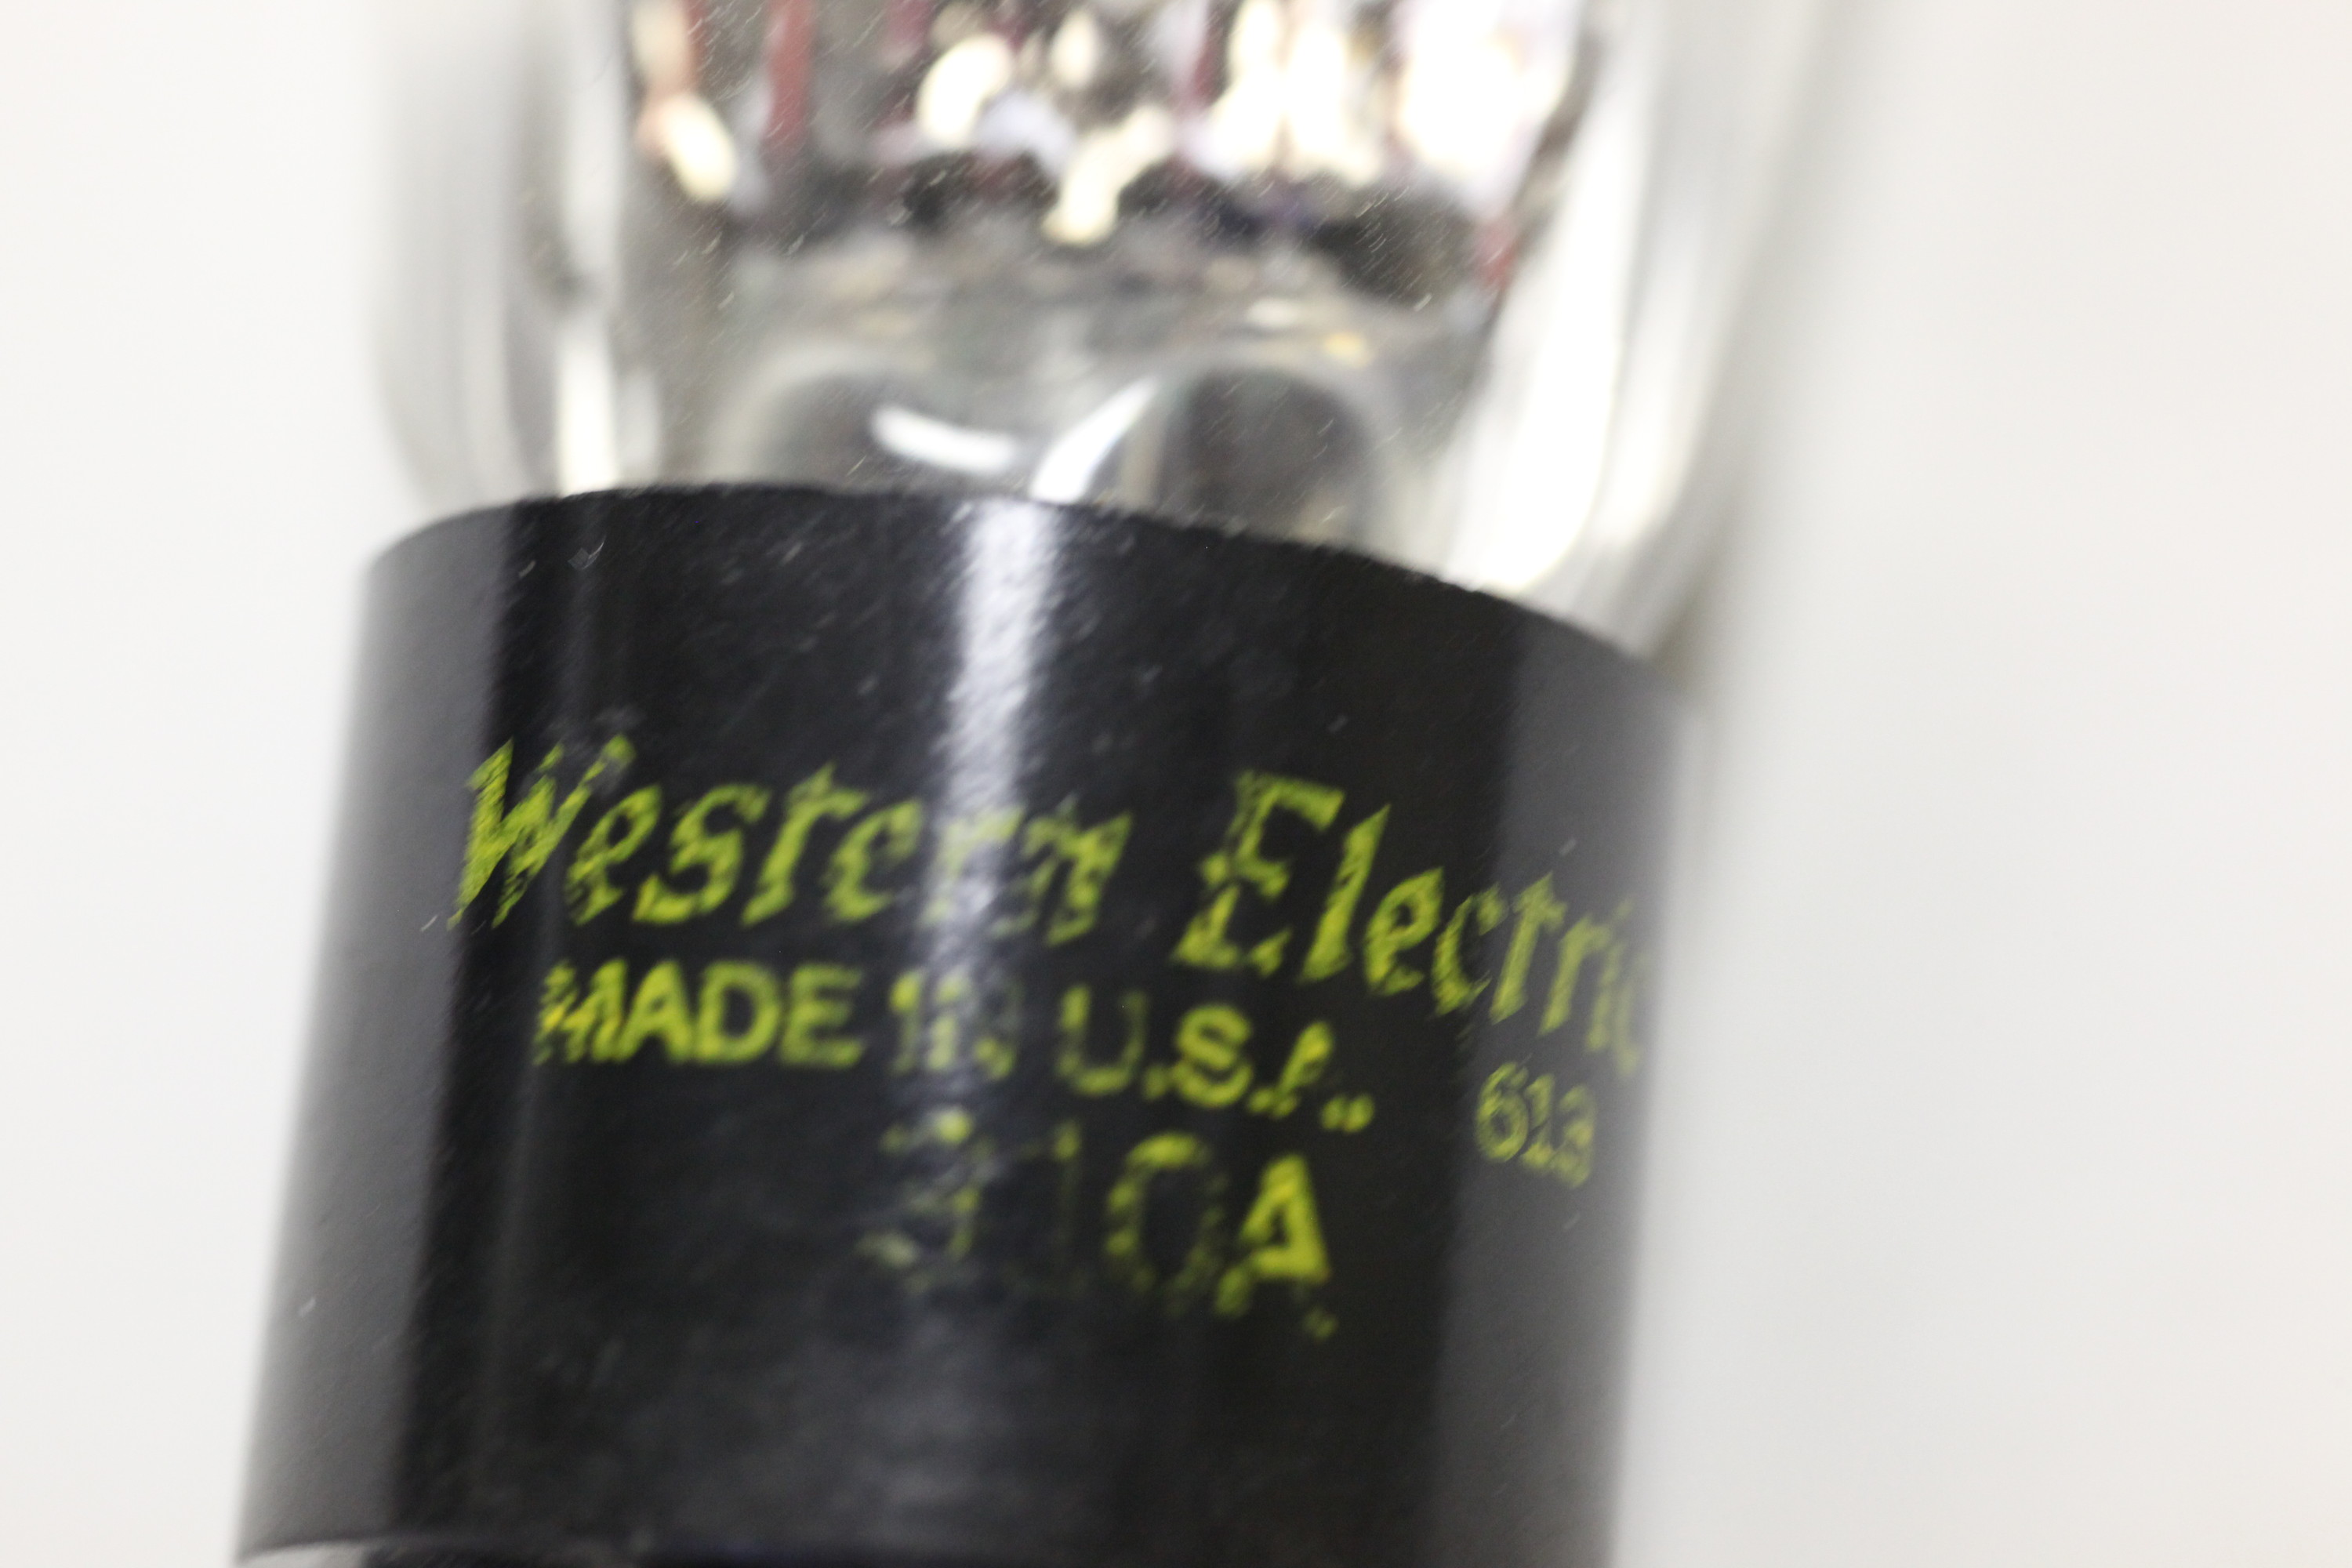 Western Electric
MADE IN U.S.A.
613
310A